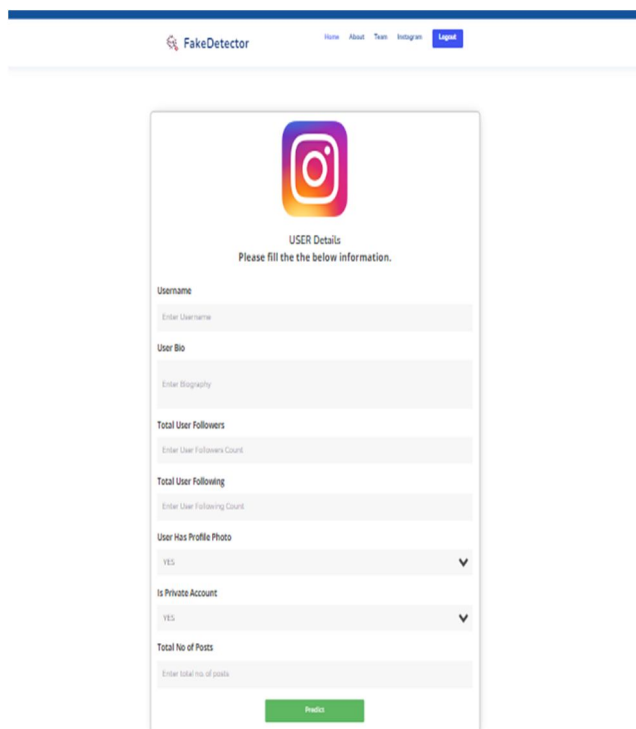 FakeDetector
Home About Team Instagram Logout
USER Details
Please fill the the below information.
Username
Enter Username
User Bio
Enter Biography
Total User Followers
Enter User Followers Count
Total User Following
Enter User Following Count
User Has Profile Photo
YES
Is Private Account
YES
Total No of Posts
Enter total no. of posts
Predict